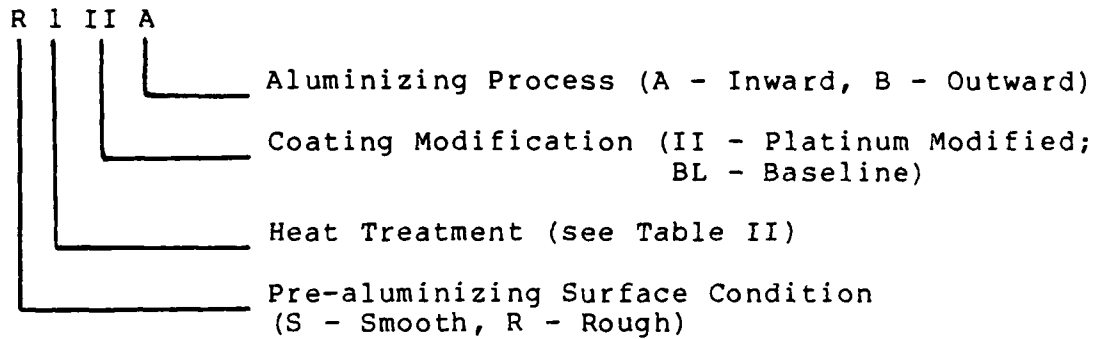 R 1 II A
Aluminizing Process (A - Inward, B - Outward)
Coating Modification (II - Platinum Modified;
BL - Baseline)
Heat Treatment (see Table II)
Pre-aluminizing Surface Condition
(S - Smooth, R - Rough)